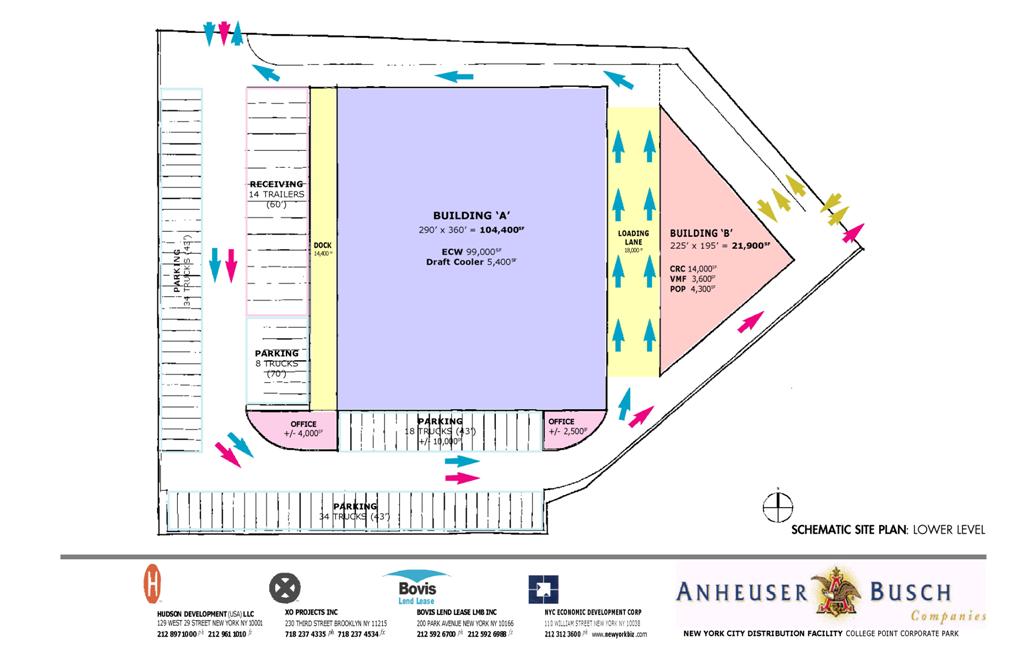 RECEIVING
14 TRAILERS
(60')
PARKING
34 TRUCKS (43')
DOCK
14,400 SF
BUILDING 'A'
290' x 360' = 104,400SF
ECW 99,000SF
Draft Cooler 5,400SF
LOADING
LANE
18,000 SF
BUILDING 'B'
225' x 195' = 21,900SF
CRC 14,000SF
VMF 3,600SF
POP 4,300SF
PARKING
8 TRUCKS
(70')
OFFICE
+/- 4,000SF
PARKING
18 TRUCKS (43')
+/- 10,000SF
OFFICE
+/- 2,500SF
PARKING
34 TRUCKS (43')
SCHEMATIC SITE PLAN: LOWER LEVEL
H
HUDSON DEVELOPMENT (USA) LLC
129 WEST 29 STREET NEW YORK NY 10001
212 897 1000 ph 212 961 1010 fx
XO PROJECTS INC
230 THIRD STREET BROOKLYN NY 11215
718 237 4335 ph 718 237 4534 fx
Bovis
Lend Lease
BOVIS LEND LEASE LMB INC
200 PARK AVENUE NEW YORK NY 10166
212 592 6700 ph 212 592 6988 fx
NYC ECONOMIC DEVELOPMENT CORP
110 WILLIAM STREET NEW YORK NY 10038
212 312 3600 ph www.newyorkbiz.com
ANHEUSER BUSCH
Companies
NEW YORK CITY DISTRIBUTION FACILITY COLLEGE POINT CORPORATE PARK